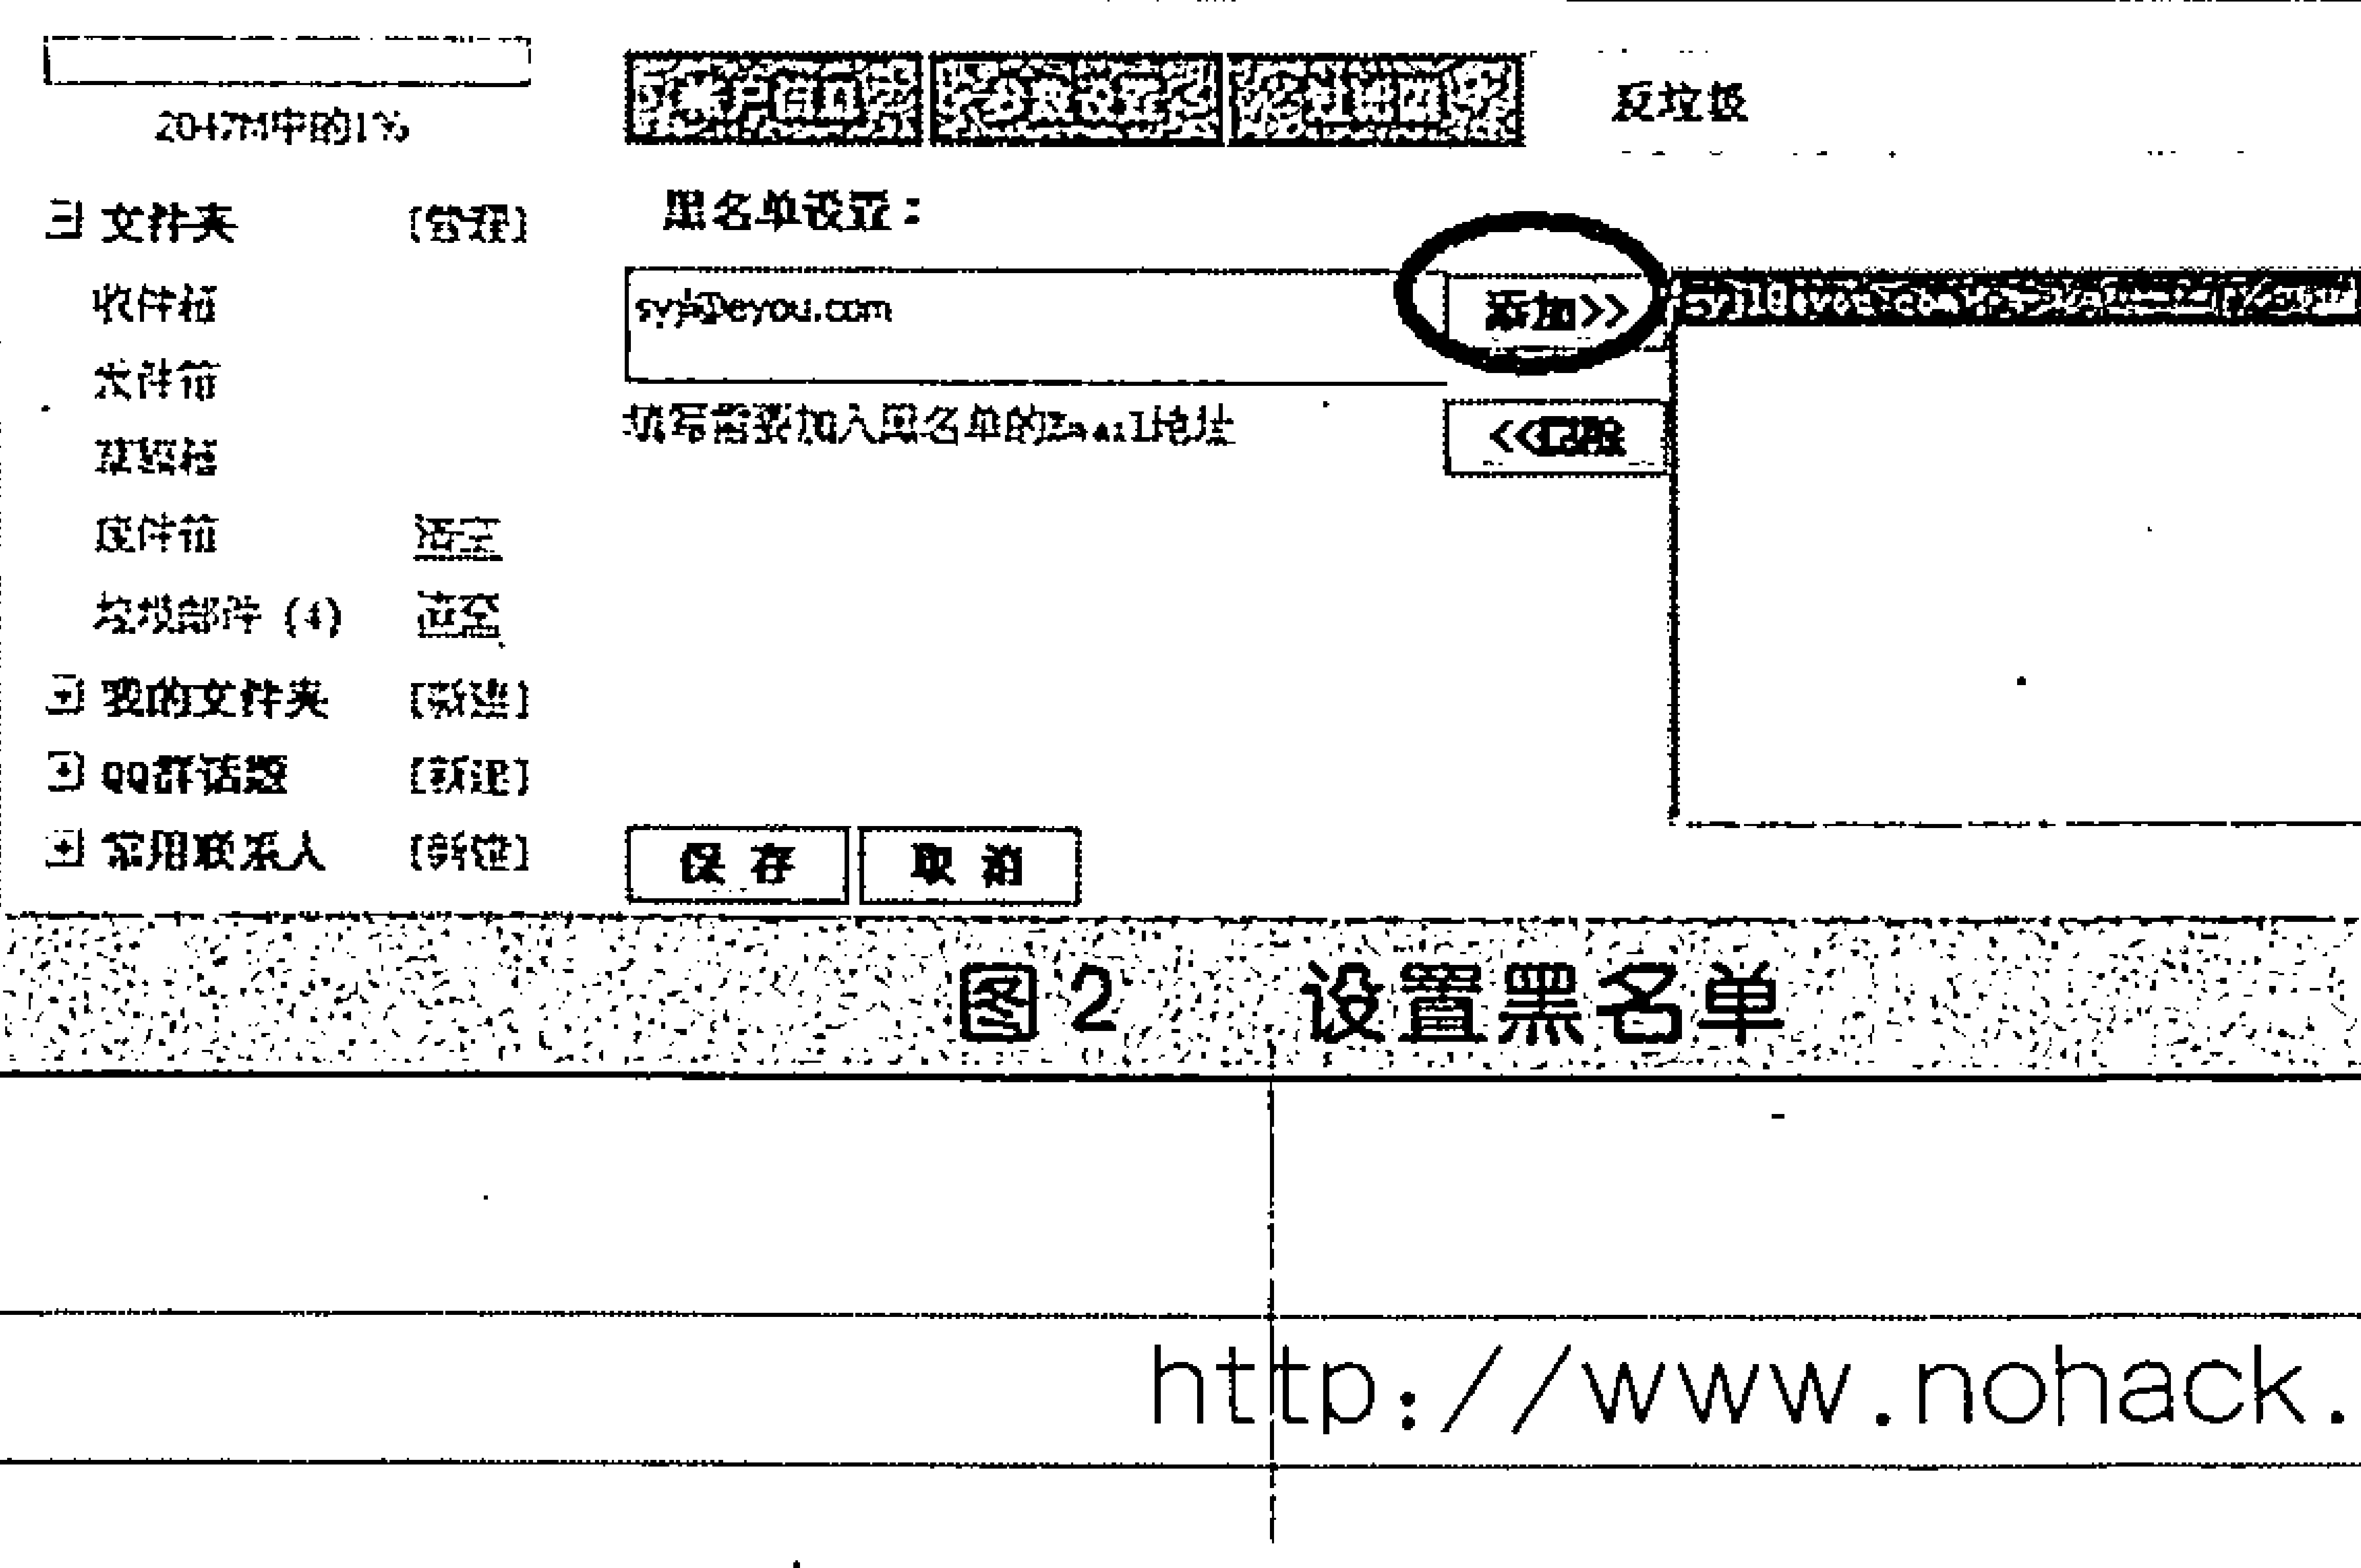 2047M中的1%
反垃圾
文件夹 [管理]
黑名单设置：
收件箱
@eyou.com
添加>>
发件箱
填写需要加入黑名单的Email地址
<<删除
草稿箱
废件箱 清空
垃圾邮件 (4) 清空
我的文件夹 [新建]
QQ群话题 [新建]
常用联系人 [新建]
保 存 取 消
图 2 设置黑名单
http://www.nohack.